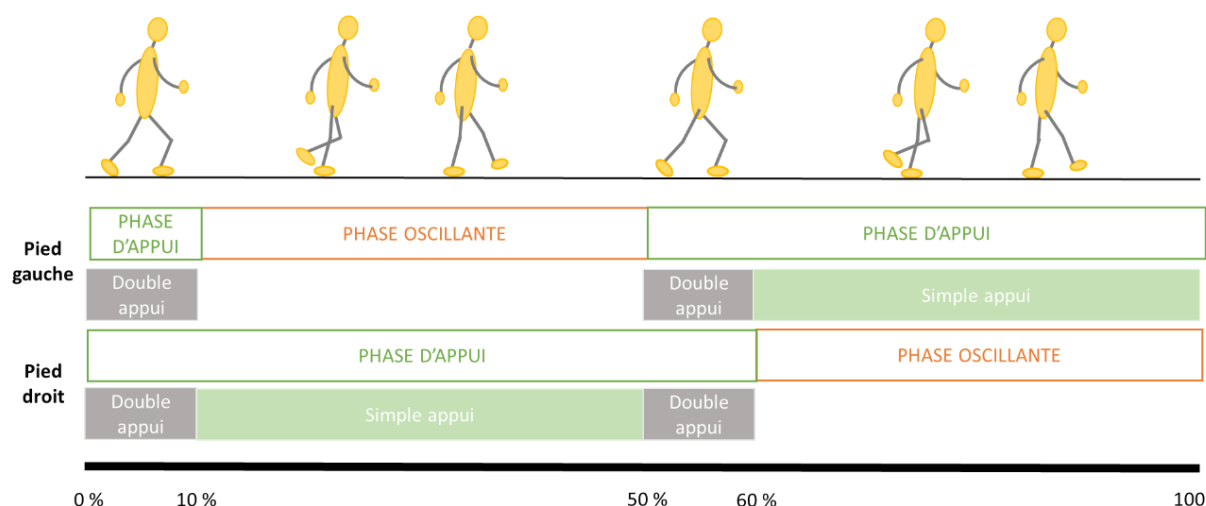 PHASE
D'APPUI
PHASE OSCILLANTE
PHASE D'APPUI
Pied
gauche
Double
appui
Double
appui
Simple appui
PHASE D'APPUI
PHASE OSCILLANTE
Pied
droit
Double
appui
Simple appui
Double
appui
0 % 10 % 50 % 60 % 100